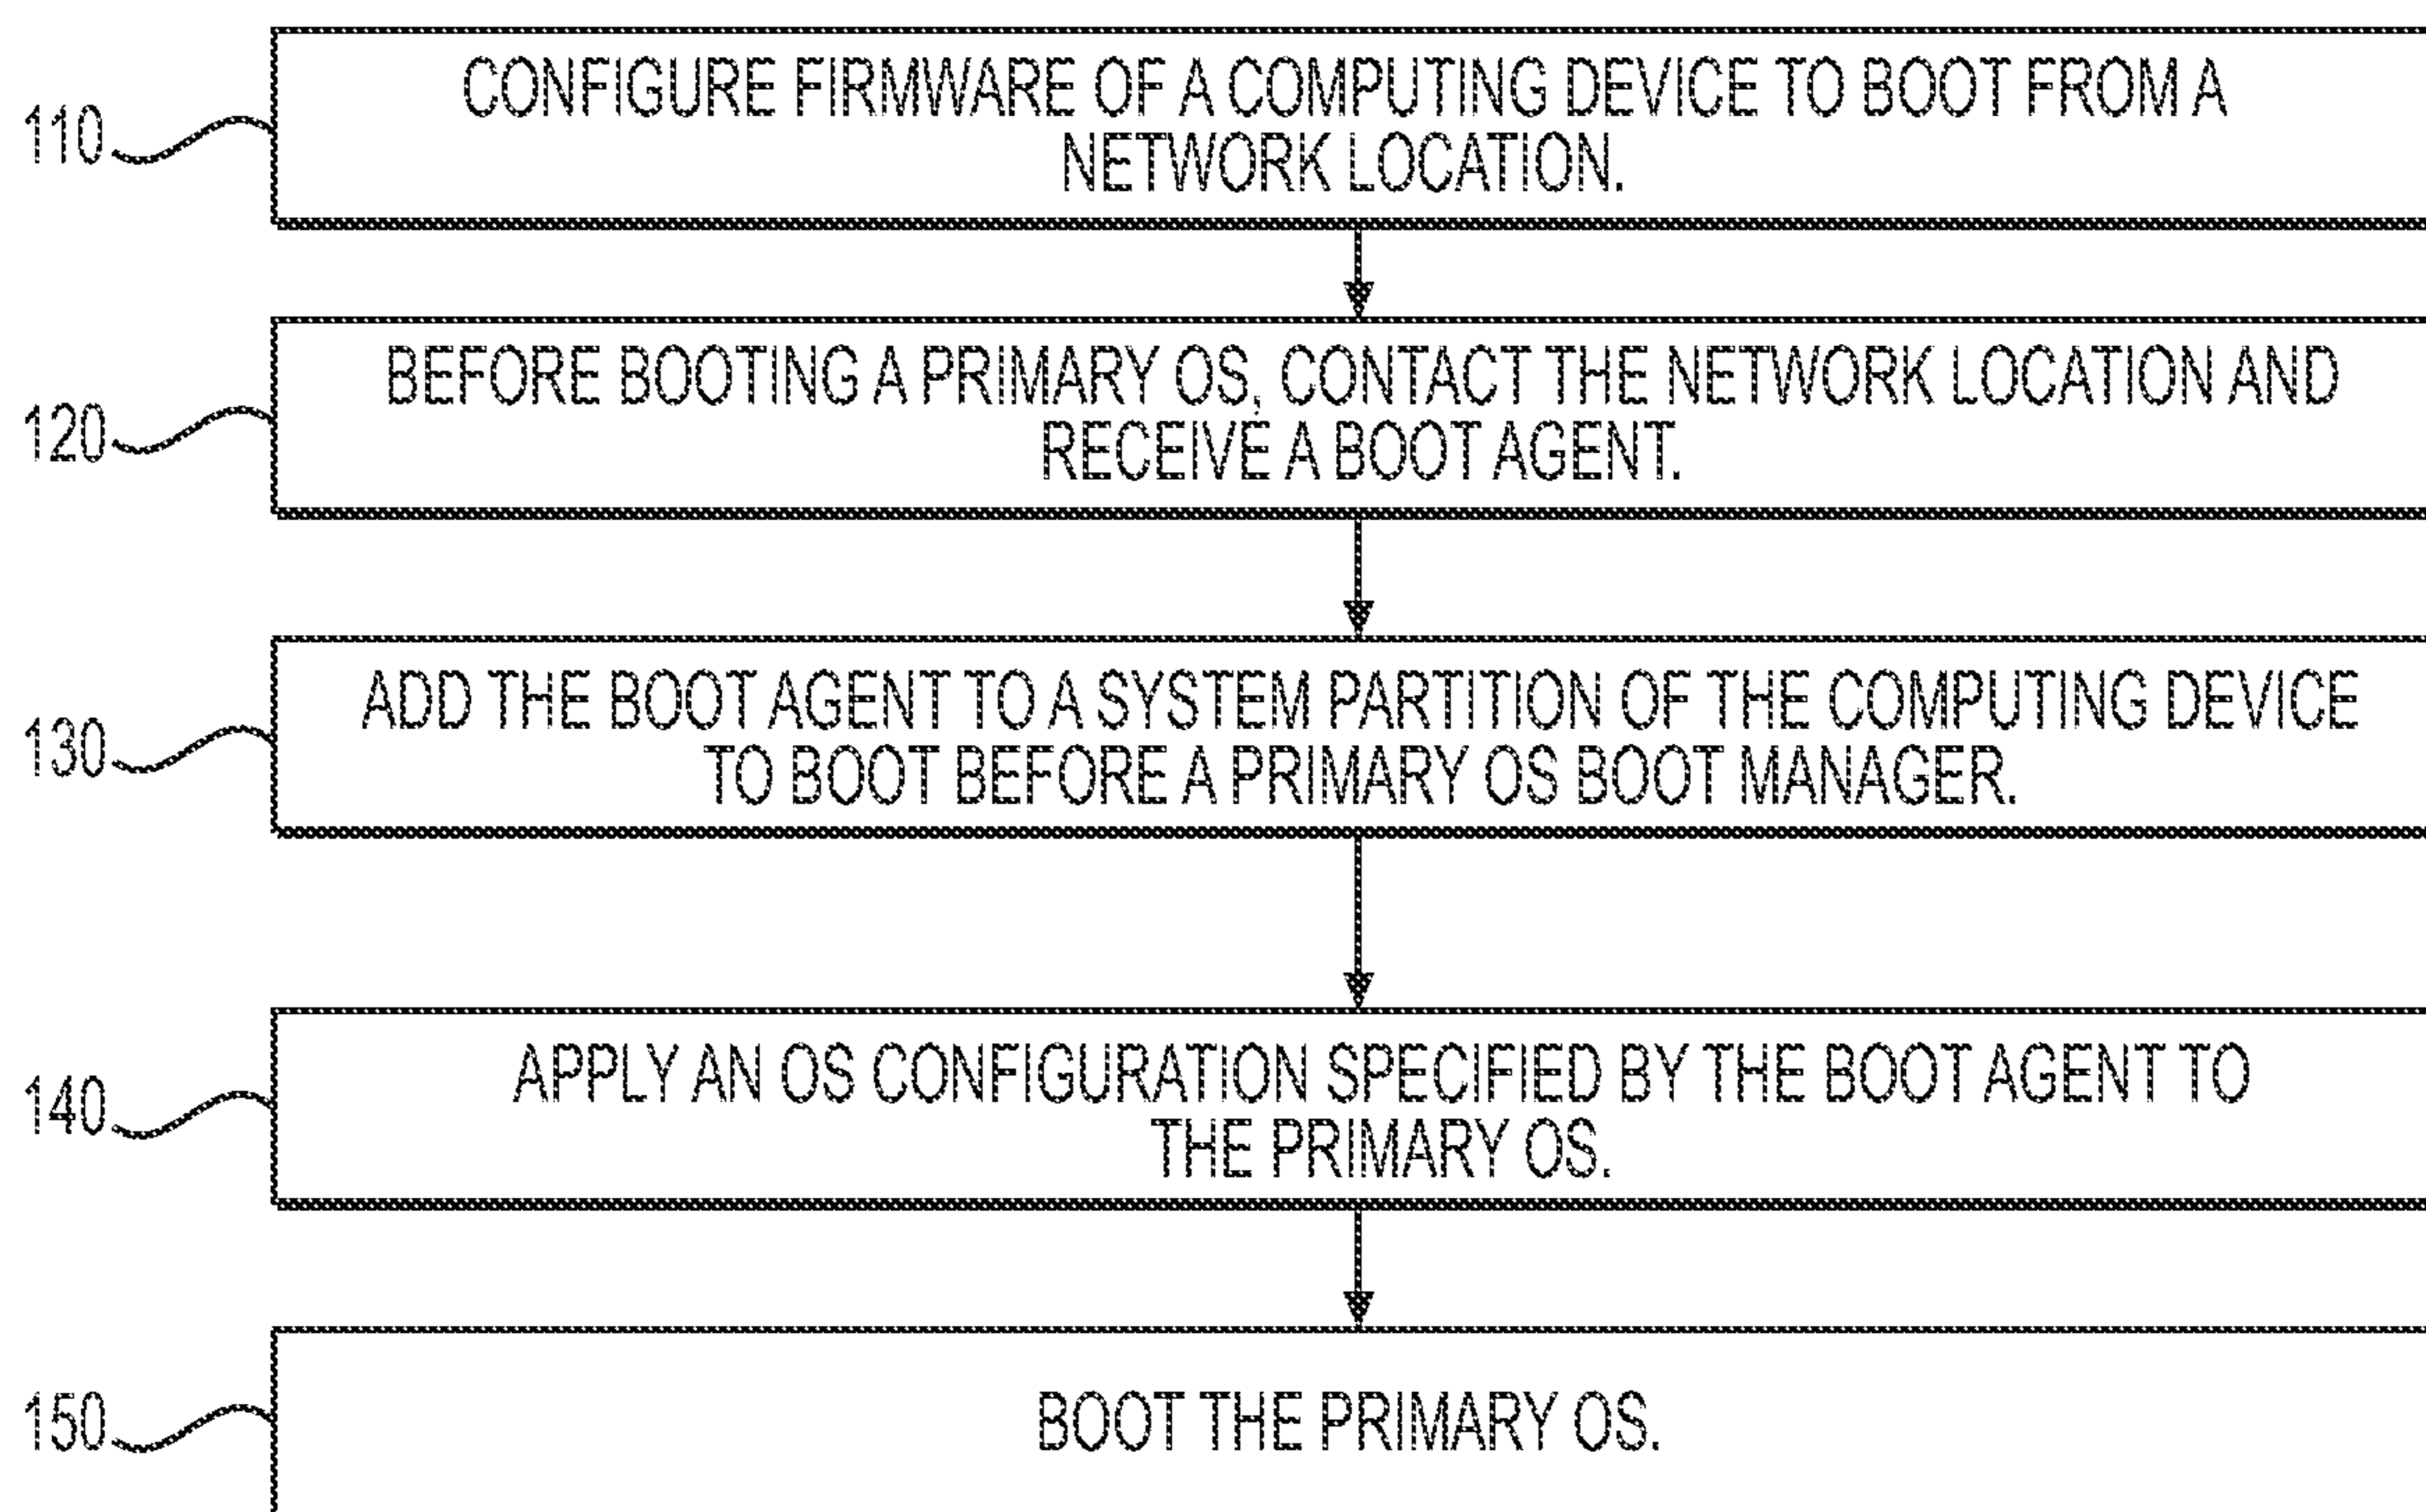 110
CONFIGURE FIRMWARE OF A COMPUTING DEVICE TO BOOT FROM A
NETWORK LOCATION.
120
BEFORE BOOTING A PRIMARY OS, CONTACT THE NETWORK LOCATION AND
RECEIVE A BOOT AGENT.
130
ADD THE BOOT AGENT TO A SYSTEM PARTITION OF THE COMPUTING DEVICE
TO BOOT BEFORE A PRIMARY OS BOOT MANAGER.
140
APPLY AN OS CONFIGURATION SPECIFIED BY THE BOOT AGENT TO
THE PRIMARY OS.
150
BOOT THE PRIMARY OS.